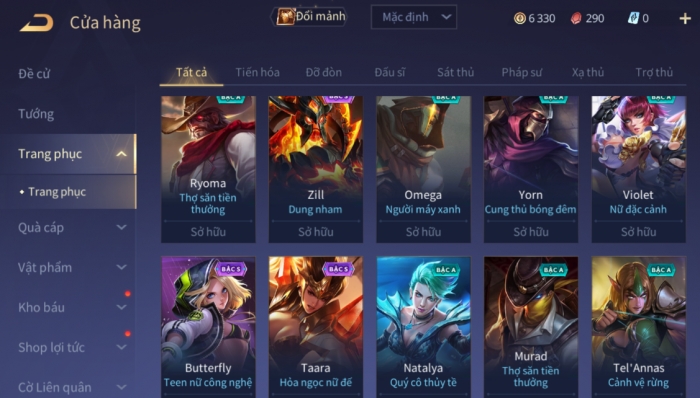 Cửa hàng
Đổi mảnh
Mặc định
6 330
290
0
Đề cử
Tướng
Trang phục
Trang phục
Quà cáp
Vật phẩm
Kho báu
Shop lợi tức
Cờ Liên quân
Tất cả Tiến hóa Đỡ đòn Đấu sĩ Sát thủ Pháp sư Xạ thủ Trợ thủ
BẬC A
Ryoma
Thợ săn tiền
thưởng
Sở hữu
BẬC S
Zill
Dung nham
Sở hữu
BẬC A
Omega
Người máy xanh
Sở hữu
BẬC A
Yorn
Cung thủ bóng đêm
Sở hữu
BẬC A
Violet
Nữ đặc cảnh
Sở hữu
BẬC S
Butterfly
Teen nữ công nghệ
BẬC S
Taara
Hỏa ngọc nữ đế
BẬC A
Natalya
Quý cô thủy tề
BẬC A
Murad
Thợ săn tiền
thưởng
BẬC A
Tel'Annas
Cảnh vệ rừng